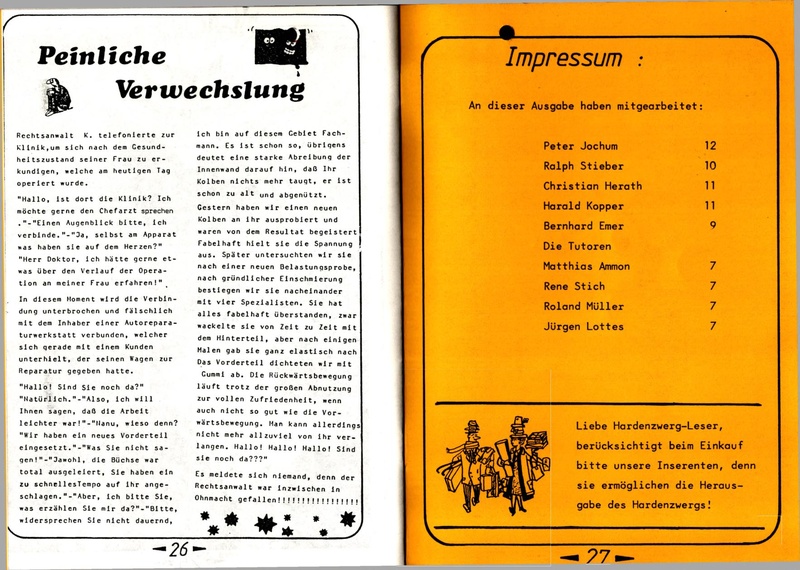 Peinliche
Verwechslung
Rechtsanwalt K. telefonierte zur
Klinik,um sich nach dem Gesund-
heitszustand seiner Frau zu er-
kundigen, welche am heutigen Tag
operiert wurde.
"Hallo, ist dort die Klinik? Ich
möchte gerne den Chefarzt sprechen
."-"Einen Augenblick bitte, ich
verbinde."-"Ja, selbst am Apparat
was haben sie auf dem Herzen?"
"Herr Doktor, ich hätte gerne et-
was über den Verlauf der Opera-
tion an meiner Frau erfahren!".
In diesem Moment wird die Verbin-
dung unterbrochen und fälschlich
mit dem Inhaber einer Autorepara-
turwerkstatt verbunden, welcher
sich gerade mit einem Kunden
unterhielt, der seinen Wagen zur
Reparatur gegeben hatte.
"Hallo! Sind Sie noch da?"
"Natürlich."-"Also, ich will
Ihnen sagen, daß die Arbeit
leichter war!"-"Hanu, wieso denn?
"Wir haben ein neues Vorderteil
eingesetzt."-"Was Sie nicht sa-
gen!"-"Jawohl, die Büchse war
total ausgeleiert, Sie haben ein
zu schnellesTempo auf ihr ange-
schlagen."-"Aber, ich bitte Sie,
was erzählen Sie mir da?"-"Bitte,
widersprechen Sie nicht dauernd,
ich bin auf diesem Gebiet Fach-
mann. Es ist schon so, übrigens
deutet eine starke Abreibung der
Innenwand darauf hin, daß Ihr
Kolben nichts mehr taugt, er ist
schon zu alt und abgenützt.
Gestern haben wir einen neuen
Kolben an ihr ausprobiert und
waren von dem Resultat begeistert
Fabelhaft hielt sie die Spannung
aus. Später untersuchten wir sie
nach einer neuen Belastungsprobe,
nach gründlicher Einschmierung
bestiegen wir sie nacheinander
mit vier Spezialisten. Sie hat
alles fabelhaft überstanden, zwar
wackelte sie von Zeit zu Zeit mit
dem Hinterteil, aber nach einigen
Malen gab sie ganz elastisch nach
Das Vorderteil dichteten wir mit
Gummi ab. Die Rückwärtsbewegung
läuft trotz der großen Abnutzung
zur vollen Zufriedenheit, wenn
auch nicht so gut wie die Vor-
wärtsbewegung. Han kann allerdings
nicht mehr allzuviel von ihr ver-
langen. Hallo! Hallo! Hallo! Sind
sie noch da???"
Es meldete sich niemand, denn der
Rechtsanwalt war inzwischen in
Ohnmacht gefallen!!!!!!!!!!!!!!!!!
26
Impressum :
An dieser Ausgabe haben mitgearbeitet:
Peter Jochum 12
Ralph Stieber 10
Christian Herath 11
Harald Kopper 11
Bernhard Emer 9
Die Tutoren
Matthias Ammon 7
Rene Stich 7
Roland Müller 7
Jürgen Lottes 7
Liebe Hardenzwerg-Leser,
berücksichtigt beim Einkauf
bitte unsere Inserenten, denn
sie ermöglichen die Heraus-
gabe des Hardenzwergs!
27